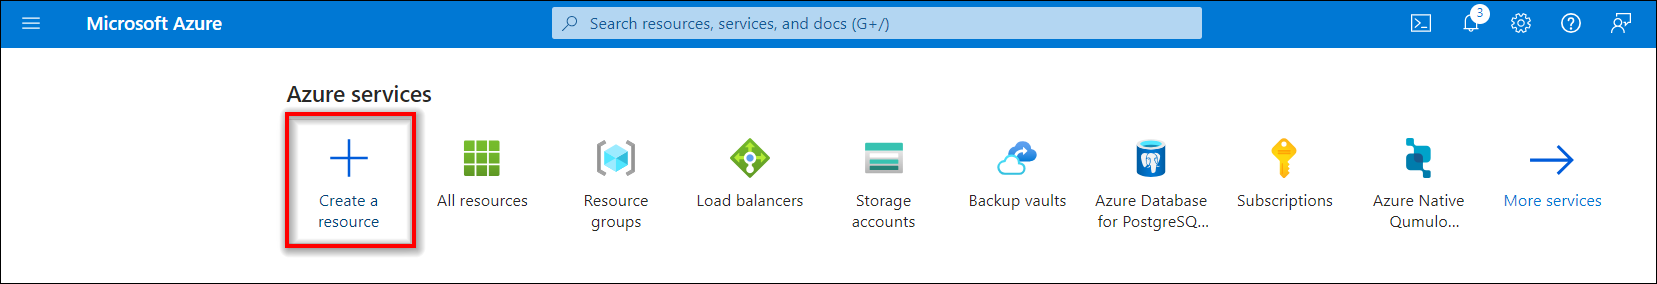 Microsoft Azure
Search resources, services, and docs (G+/)
3
Azure services
Create a
resource
All resources
Resource
groups
Load balancers
Storage
accounts
Backup vaults
Azure Database
for PostgreSQ...
Subscriptions
Azure Native
Qumulo...
More services